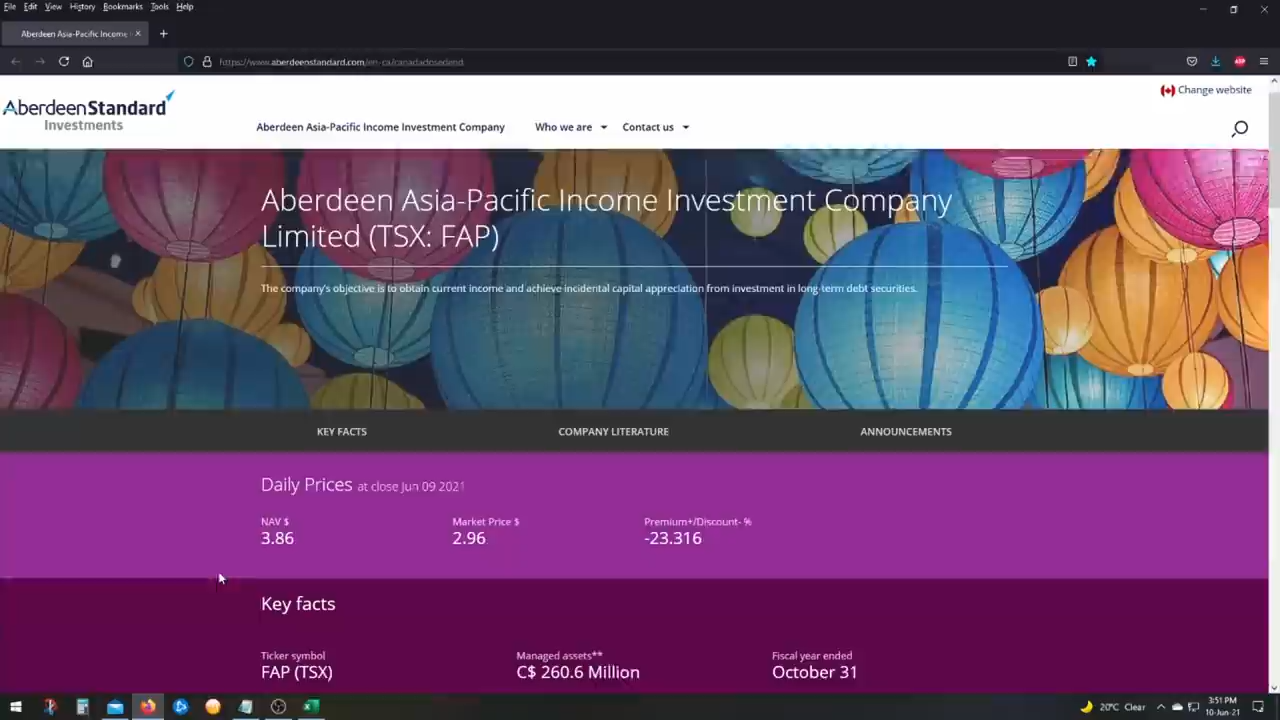 File Edit View History Bookmarks Tools Help
Aberdeen Asia-Pacific Income
https://www.aberdeenstandard.com/en-ca/canadaclosedend
Change website
AberdeenStandard
Investments
Aberdeen Asia-Pacific Income Investment Company Who we are Contact us
Aberdeen Asia-Pacific Income Investment Company
Limited (TSX: FAP)
The company's objective is to obtain current income and achieve incidental capital appreciation from investment in long-term debt securities.
KEY FACTS COMPANY LITERATURE ANNOUNCEMENTS
Daily Prices at close Jun 09 2021
NAV $ Market Price $ Premium+/Discount- %
3.86 2.96 -23.316
Key facts
Ticker symbol Managed assets** Fiscal year ended
FAP (TSX) C$ 260.6 Million October 31
20°C Clear
3:51 PM
10-Jun-21